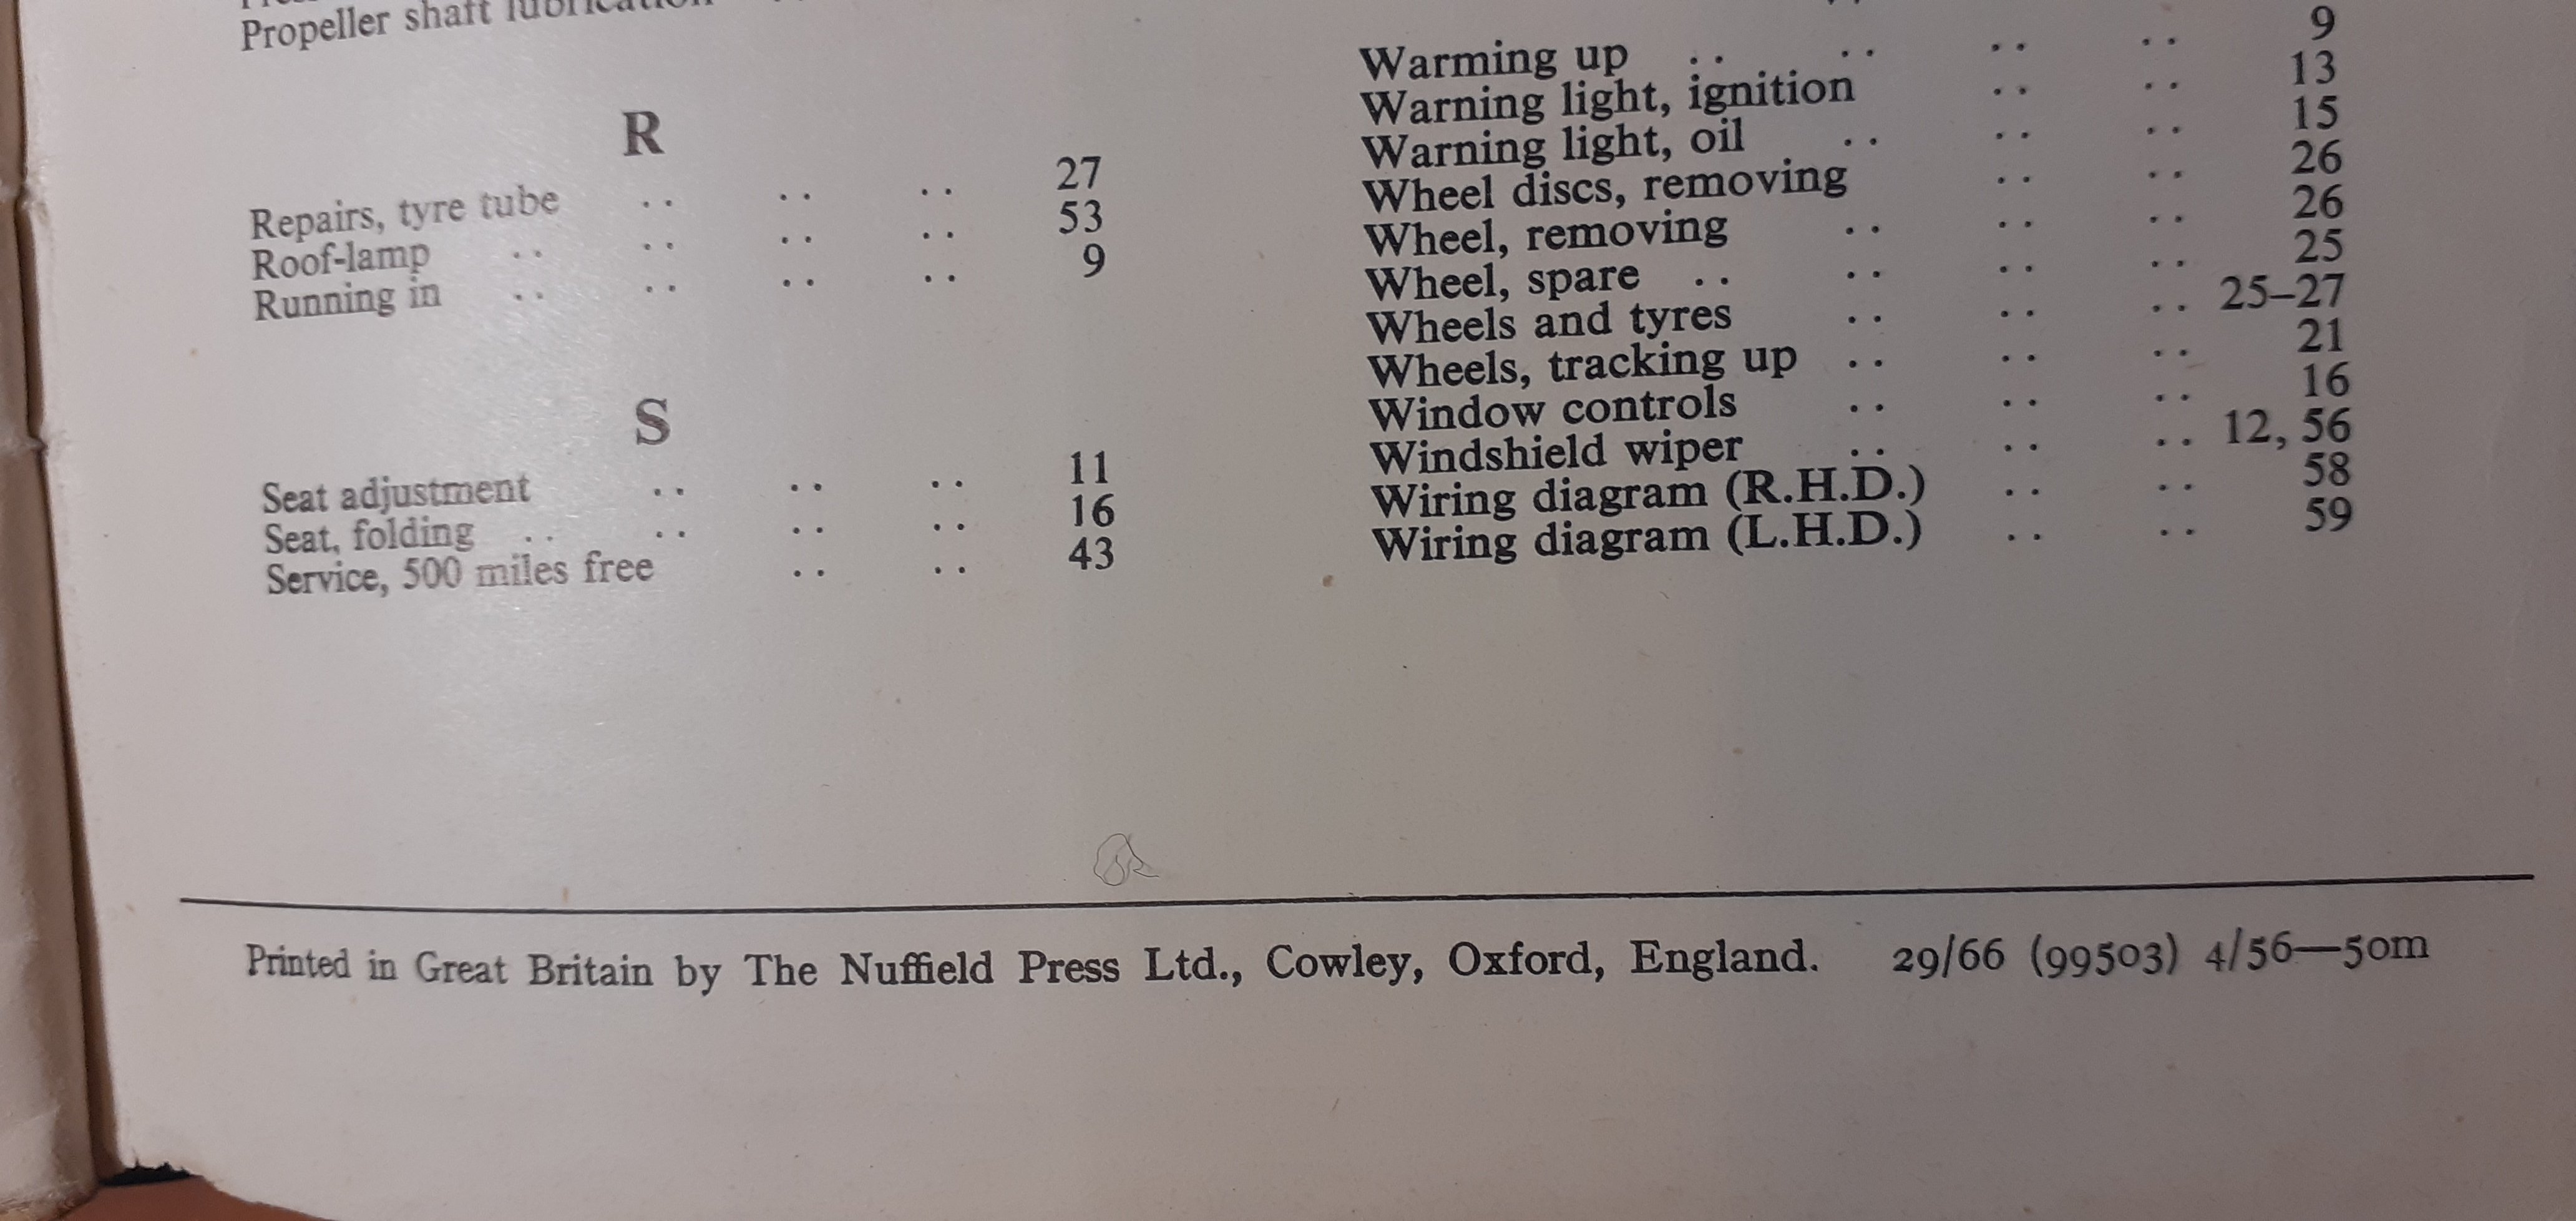 Propeller shaft lubrication
R
Repairs, tyre tube .. .. .. 27
Roof-lamp .. .. .. .. 53
Running in .. .. .. .. 9
S
Seat adjustment .. .. .. 11
Seat, folding .. .. .. .. 16
Service, 500 miles free .. .. 43
Warming up .. .. .. .. 9
Warning light, ignition .. .. 13
Warning light, oil .. .. .. 15
Wheel discs, removing .. .. 26
Wheel, removing .. .. .. 26
Wheel, spare .. .. .. .. 25
Wheels and tyres .. .. .. 25–27
Wheels, tracking up .. .. .. 21
Window controls .. .. .. 16
Windshield wiper .. .. .. 12, 56
Wiring diagram (R.H.D.) .. .. 58
Wiring diagram (L.H.D.) .. .. 59
Printed in Great Britain by The Nuffield Press Ltd., Cowley, Oxford, England. 29/66 (99503) 4/56—50m